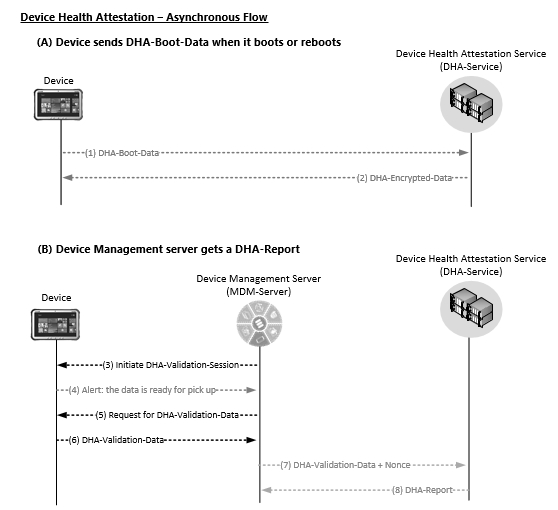 Device Health Attestation – Asynchronous Flow
(A) Device sends DHA-Boot-Data when it boots or reboots
Device Health Attestation Service
(DHA-Service)
Device
(1) DHA-Boot-Data
(2) DHA-Encrypted-Data
(B) Device Management server gets a DHA-Report
Device Health Attestation Service
(DHA-Service)
Device Management Server
(MDM-Server)
Device
(3) Initiate DHA-Validation-Session
(4) Alert: the data is ready for pick up
(5) Request for DHA-Validation-Data
(6) DHA-Validation-Data
(7) DHA-Validation-Data + Nonce
(8) DHA-Report